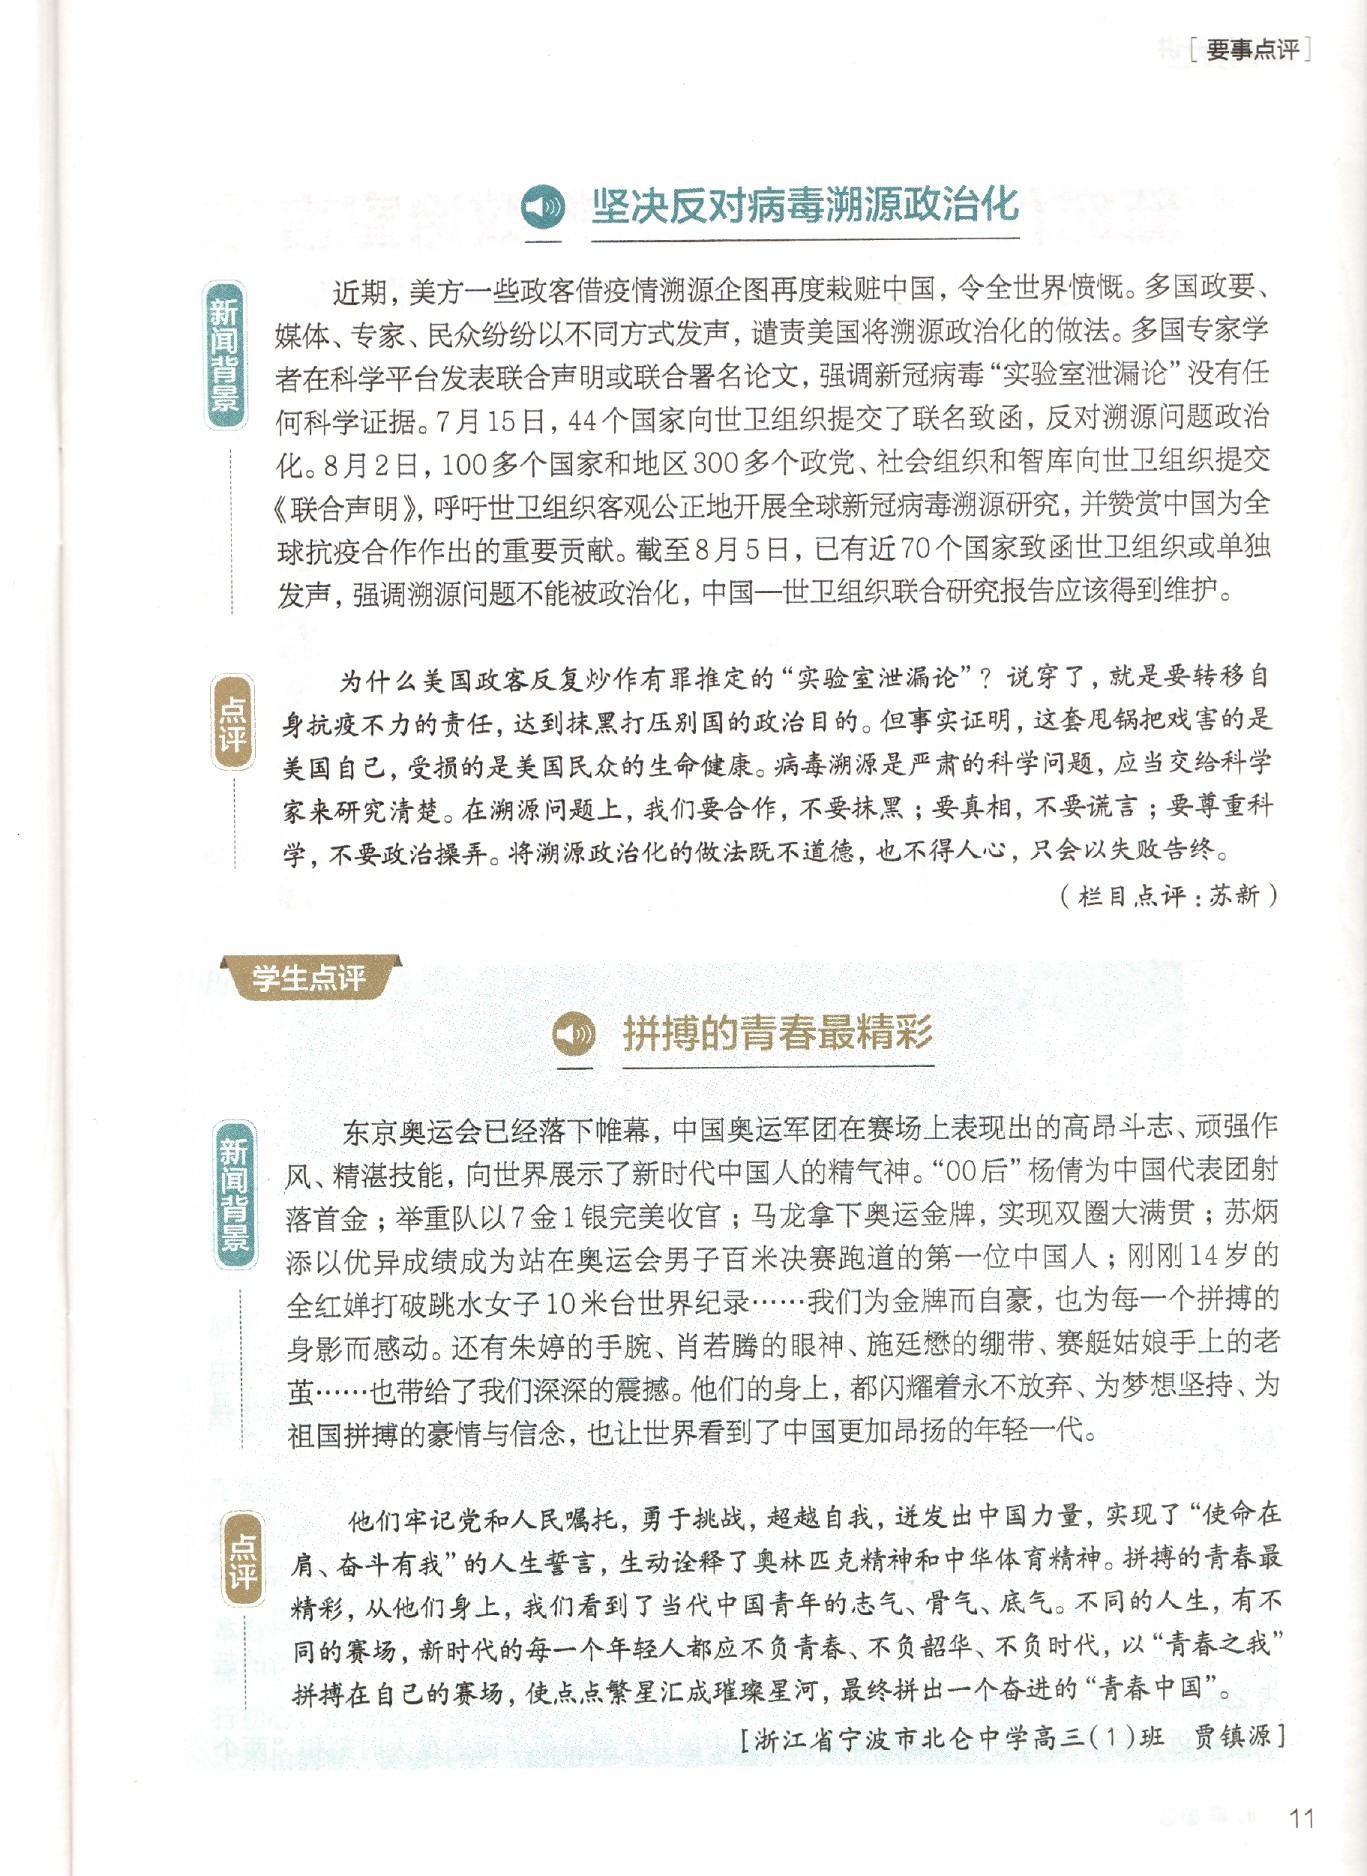 [要事点评]
坚决反对病毒溯源政治化
新闻背景
近期，美方一些政客借疫情溯源企图再度栽赃中国，令全世界愤慨。多国政要、
媒体、专家、民众纷纷以不同方式发声，谴责美国将溯源政治化的做法。多国专家学
者在科学平台发表联合声明或联合署名论文，强调新冠病毒“实验室泄漏论”没有任
何科学证据。7月15日，44个国家向世卫组织提交了联名致函，反对溯源问题政治
化。8月2日，100多个国家和地区300多个政党、社会组织和智库向世卫组织提交
《联合声明》，呼吁世卫组织客观公正地开展全球新冠病毒溯源研究，并赞赏中国为全
球抗疫合作作出的重要贡献。截至8月5日，已有近70个国家致函世卫组织或单独
发声，强调溯源问题不能被政治化，中国—世卫组织联合研究报告应该得到维护。
点评
为什么美国政客反复炒作有罪推定的“实验室泄漏论”？说穿了，就是要转移自
身抗疫不力的责任，达到抹黑打压别国的政治目的。但事实证明，这套甩锅把戏害的是
美国自己，受损的是美国民众的生命健康。病毒溯源是严肃的科学问题，应当交给科学
家来研究清楚。在溯源问题上，我们要合作，不要抹黑；要真相，不要谎言；要尊重科
学，不要政治操弄。将溯源政治化的做法既不道德，也不得人心，只会以失败告终。
（栏目点评：苏新）
学生点评
拼搏的青春最精彩
新闻背景
东京奥运会已经落下帷幕，中国奥运军团在赛场上表现出的高昂斗志、顽强作
风、精湛技能，向世界展示了新时代中国人的精气神。“00后”杨倩为中国代表团射
落首金；举重队以7金1银完美收官；马龙拿下奥运金牌，实现双圈大满贯；苏炳
添以优异成绩成为站在奥运会男子百米决赛跑道的第一位中国人；刚刚14岁的
全红婵打破跳水女子10米台世界纪录……我们为金牌而自豪，也为每一个拼搏的
身影而感动。还有朱婷的手腕、肖若腾的眼神、施廷懋的绷带、赛艇姑娘手上的老
茧……也带给了我们深深的震撼。他们的身上，都闪耀着永不放弃、为梦想坚持、为
祖国拼搏的豪情与信念，也让世界看到了中国更加昂扬的年轻一代。
点评
他们牢记党和人民嘱托，勇于挑战，超越自我，迸发出中国力量，实现了“使命在
肩、奋斗有我”的人生誓言，生动诠释了奥林匹克精神和中华体育精神。拼搏的青春最
精彩，从他们身上，我们看到了当代中国青年的志气、骨气、底气。不同的人生，有不
同的赛场，新时代的每一个年轻人都应不负青春、不负韶华、不负时代，以“青春之我”
拼搏在自己的赛场，使点点繁星汇成璀璨星河，最终拼出一个奋进的“青春中国”。
[浙江省宁波市北仑中学高三(1)班 贾镇源]
11